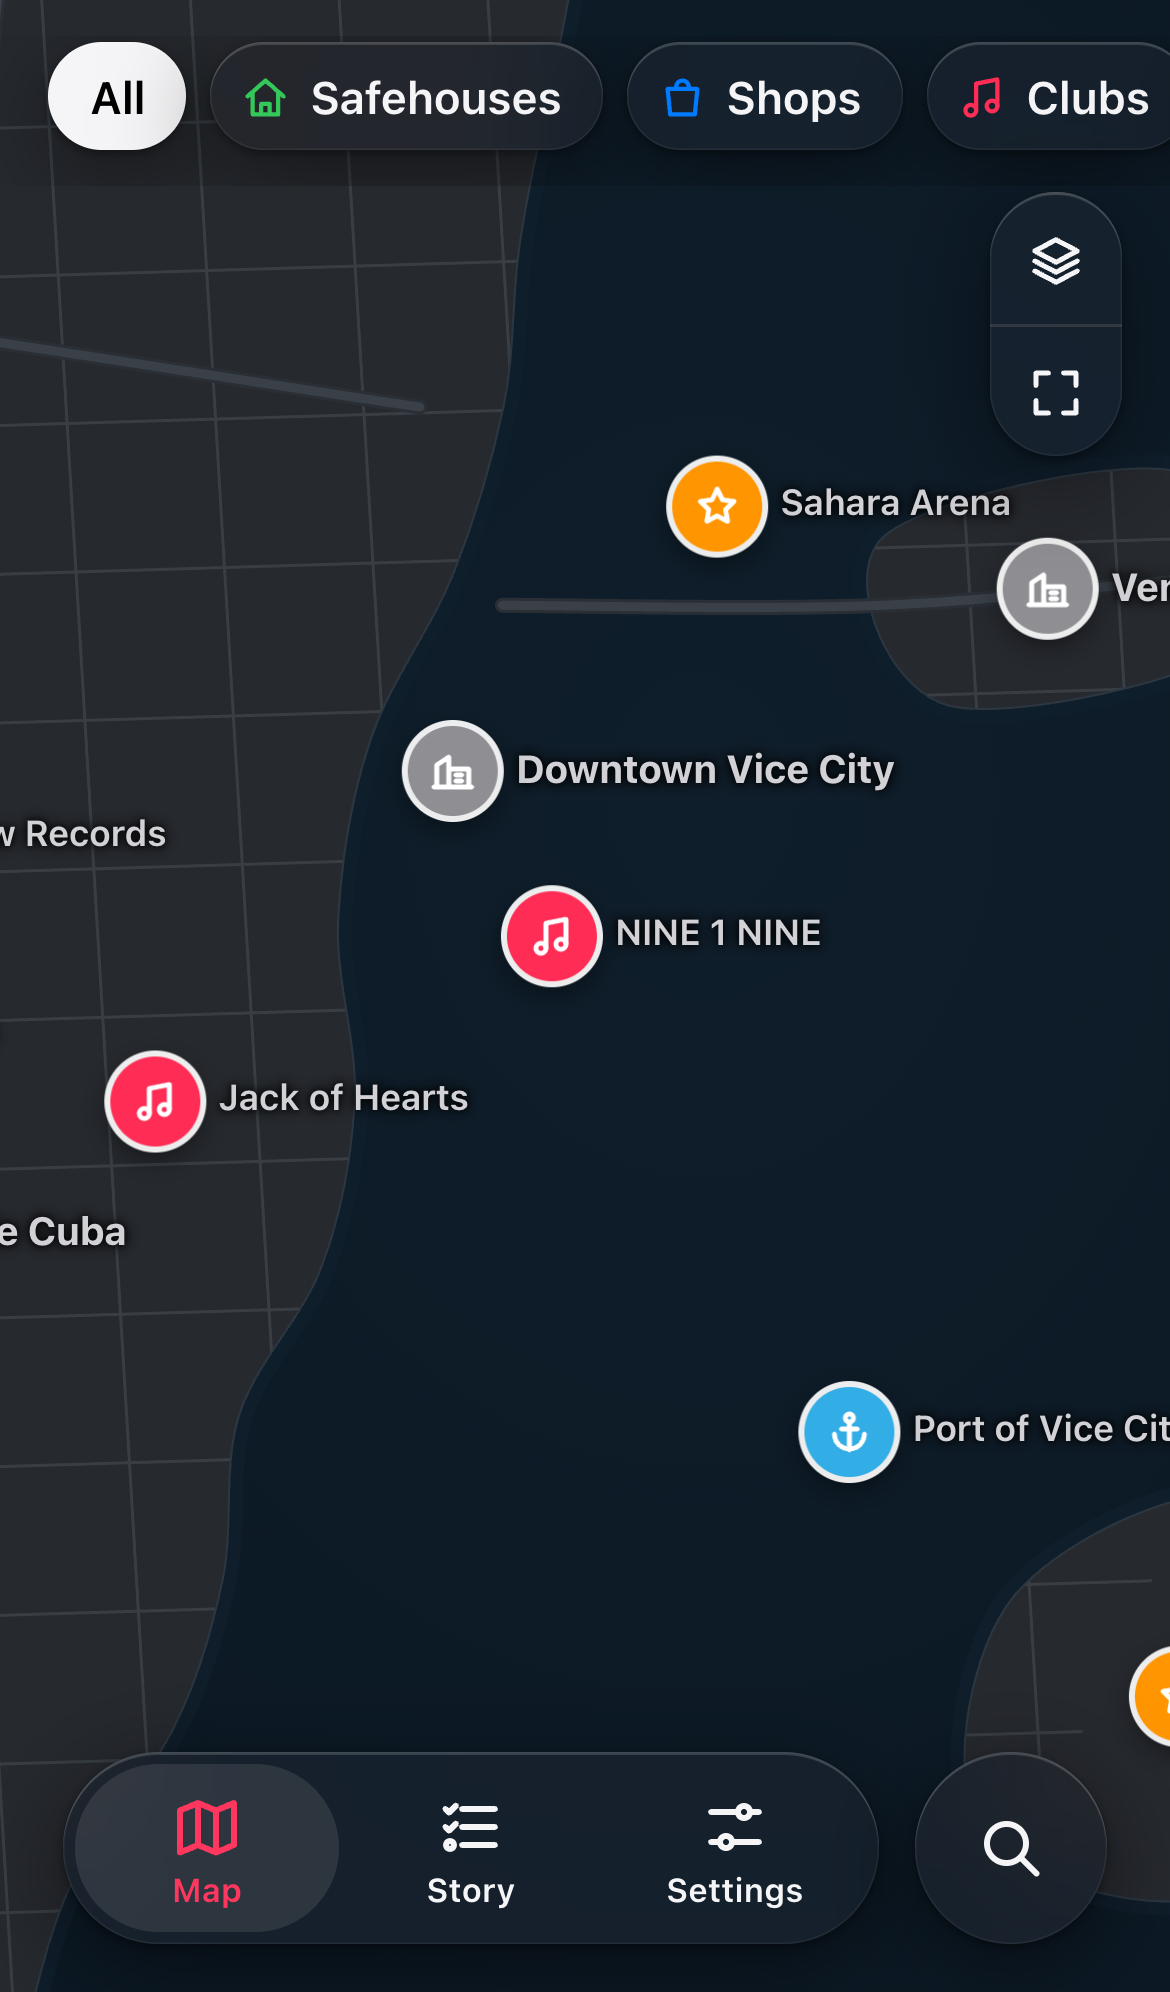 All
Safehouses
Shops
Clubs
Sahara Arena
Ver
Downtown Vice City
w Records
NINE 1 NINE
Jack of Hearts
e Cuba
Port of Vice Cit
Map
Story
Settings